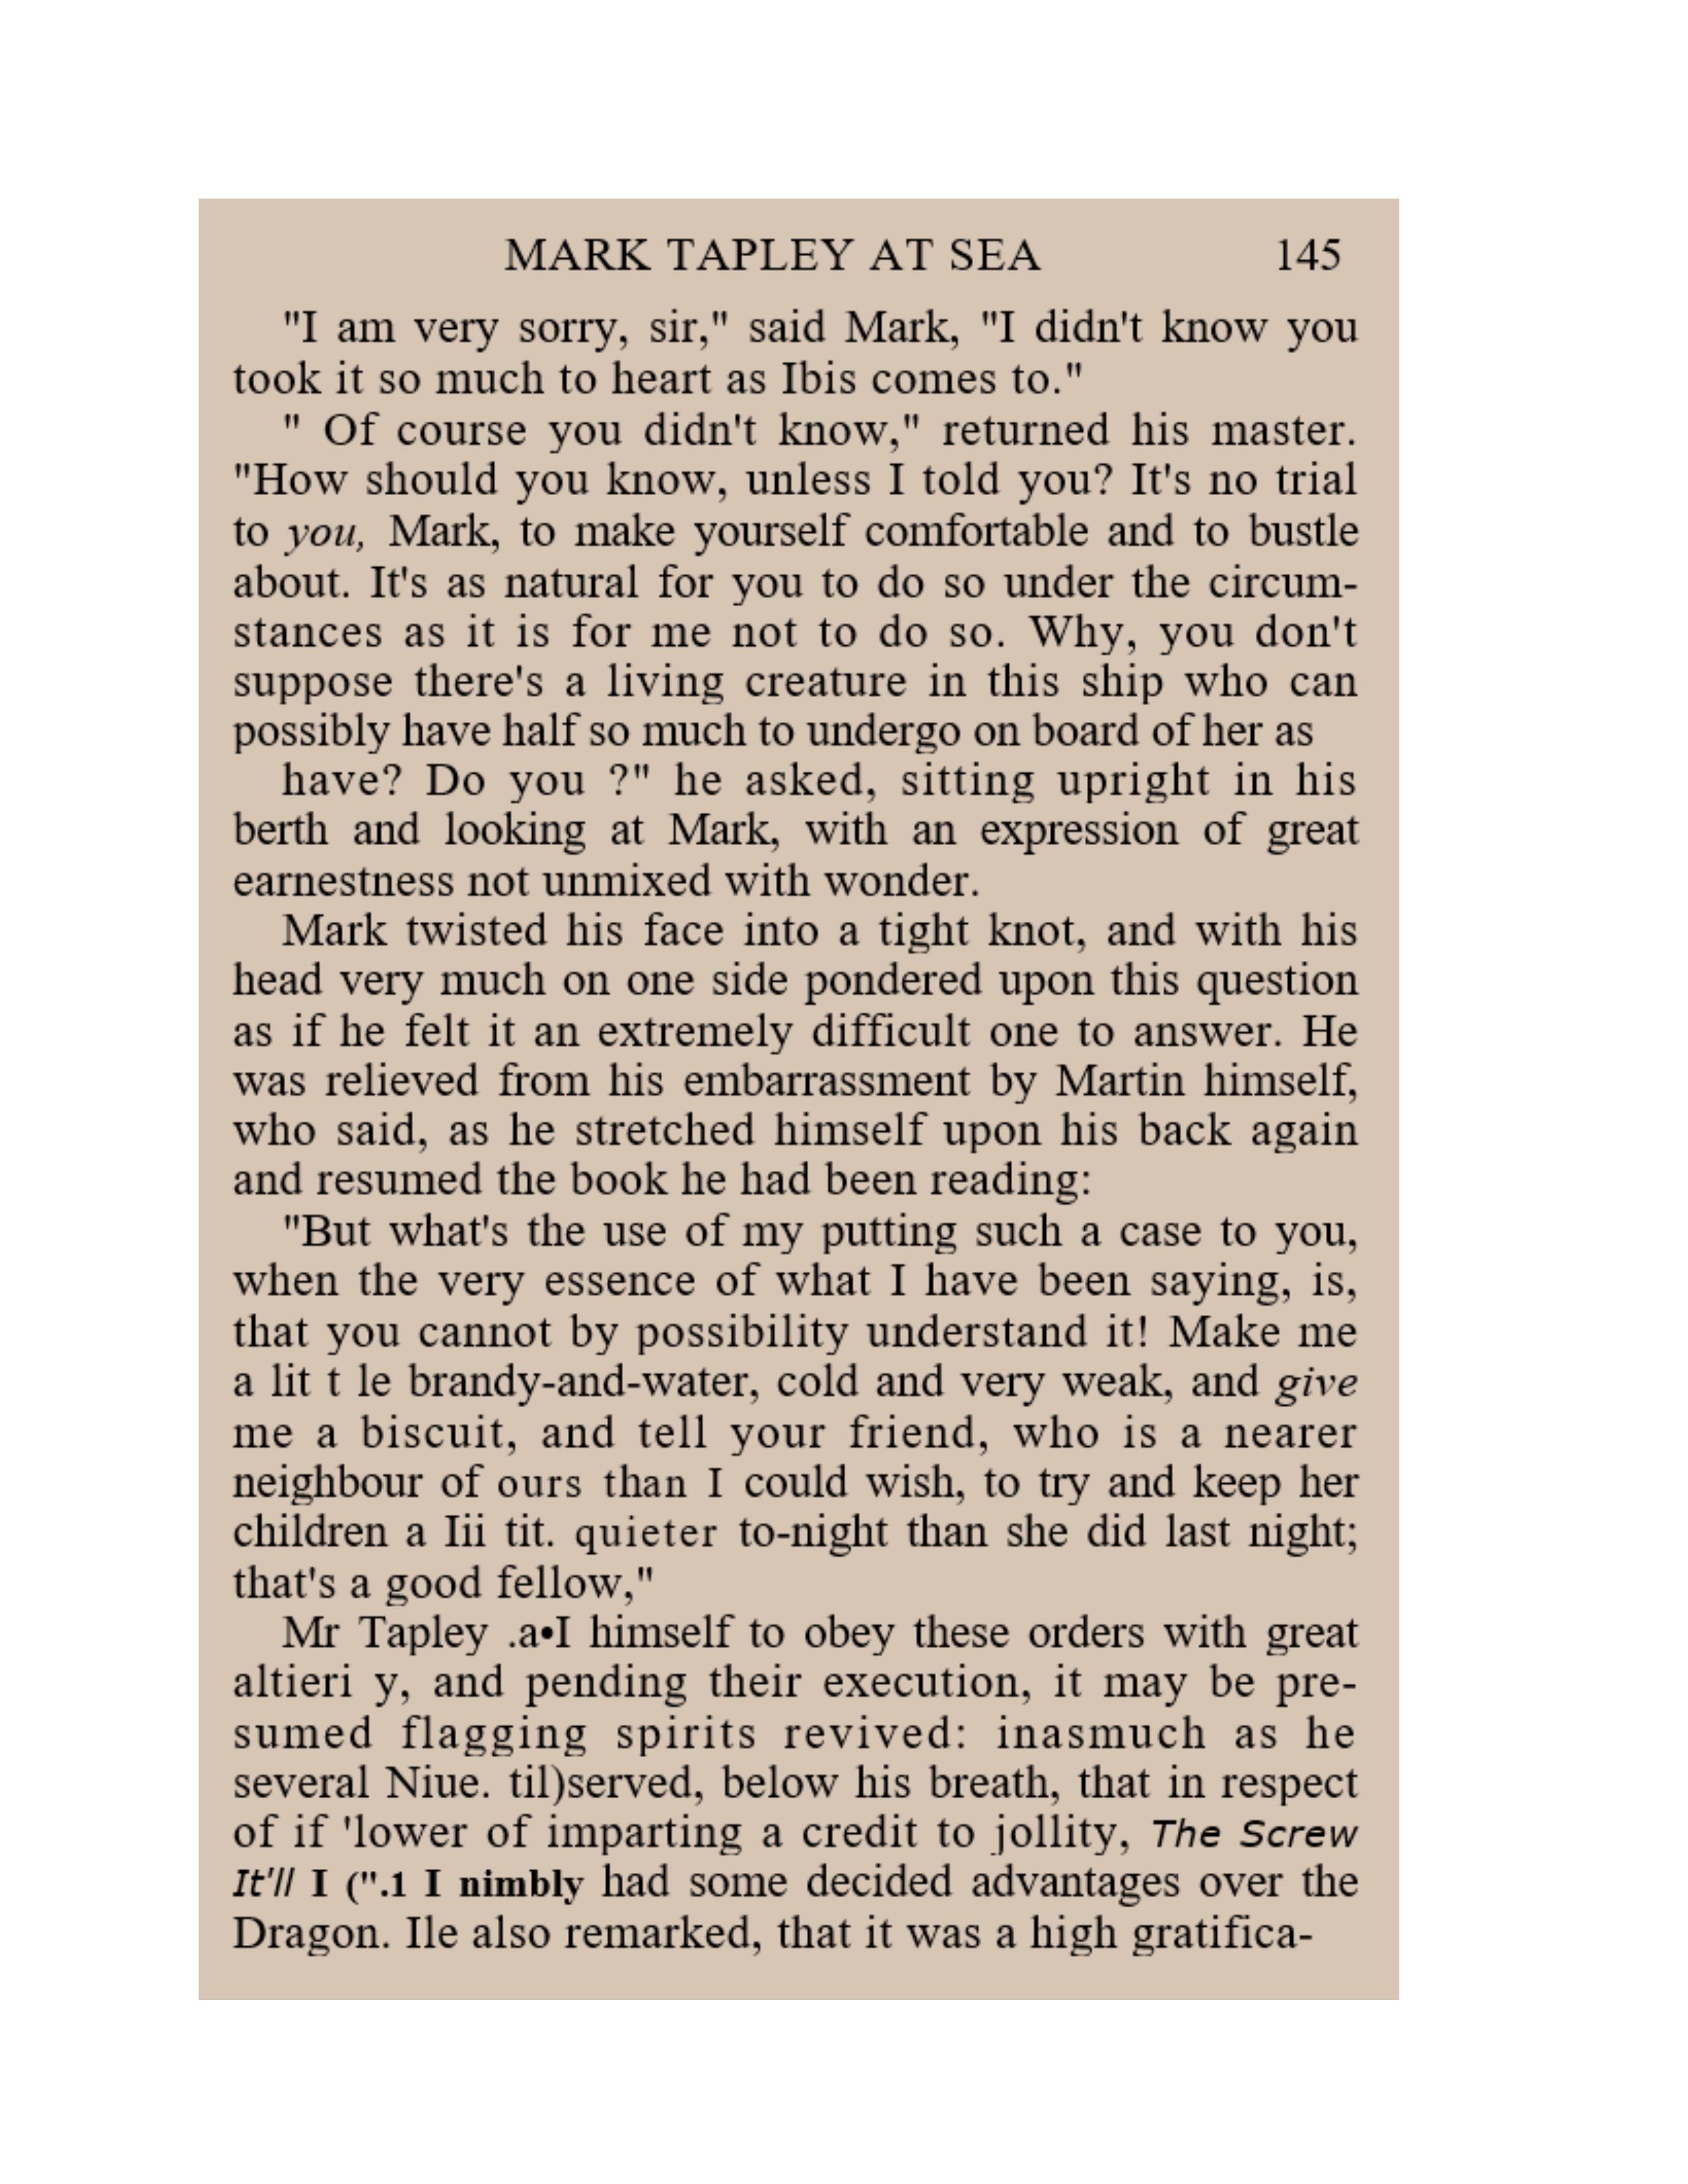 MARK TAPLEY AT SEA 145
"I am very sorry, sir," said Mark, "I didn't know you
took it so much to heart as Ibis comes to."
" Of course you didn't know," returned his master.
"How should you know, unless I told you? It's no trial
to you, Mark, to make yourself comfortable and to bustle
about. It's as natural for you to do so under the circum-
stances as it is for me not to do so. Why, you don't
suppose there's a living creature in this ship who can
possibly have half so much to undergo on board of her as
have? Do you ?" he asked, sitting upright in his
berth and looking at Mark, with an expression of great
earnestness not unmixed with wonder.
Mark twisted his face into a tight knot, and with his
head very much on one side pondered upon this question
as if he felt it an extremely difficult one to answer. He
was relieved from his embarrassment by Martin himself,
who said, as he stretched himself upon his back again
and resumed the book he had been reading:
"But what's the use of my putting such a case to you,
when the very essence of what I have been saying, is,
that you cannot by possibility understand it! Make me
a lit t le brandy-and-water, cold and very weak, and give
me a biscuit, and tell your friend, who is a nearer
neighbour of ours than I could wish, to try and keep her
children a Iii tit. quieter to-night than she did last night;
that's a good fellow,"
Mr Tapley .a•I himself to obey these orders with great
altieri y, and pending their execution, it may be pre-
sumed flagging spirits revived: inasmuch as he
several Niue. til)served, below his breath, that in respect
of if 'lower of imparting a credit to jollity, The Screw
It'll I (".1 I nimbly had some decided advantages over the
Dragon. Ile also remarked, that it was a high gratifica-